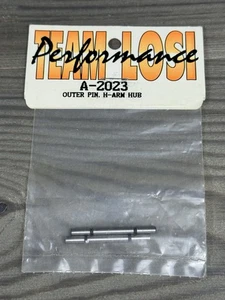 TEAM LOSI
Performance
A-2023
OUTER PIN, H-ARM HUB